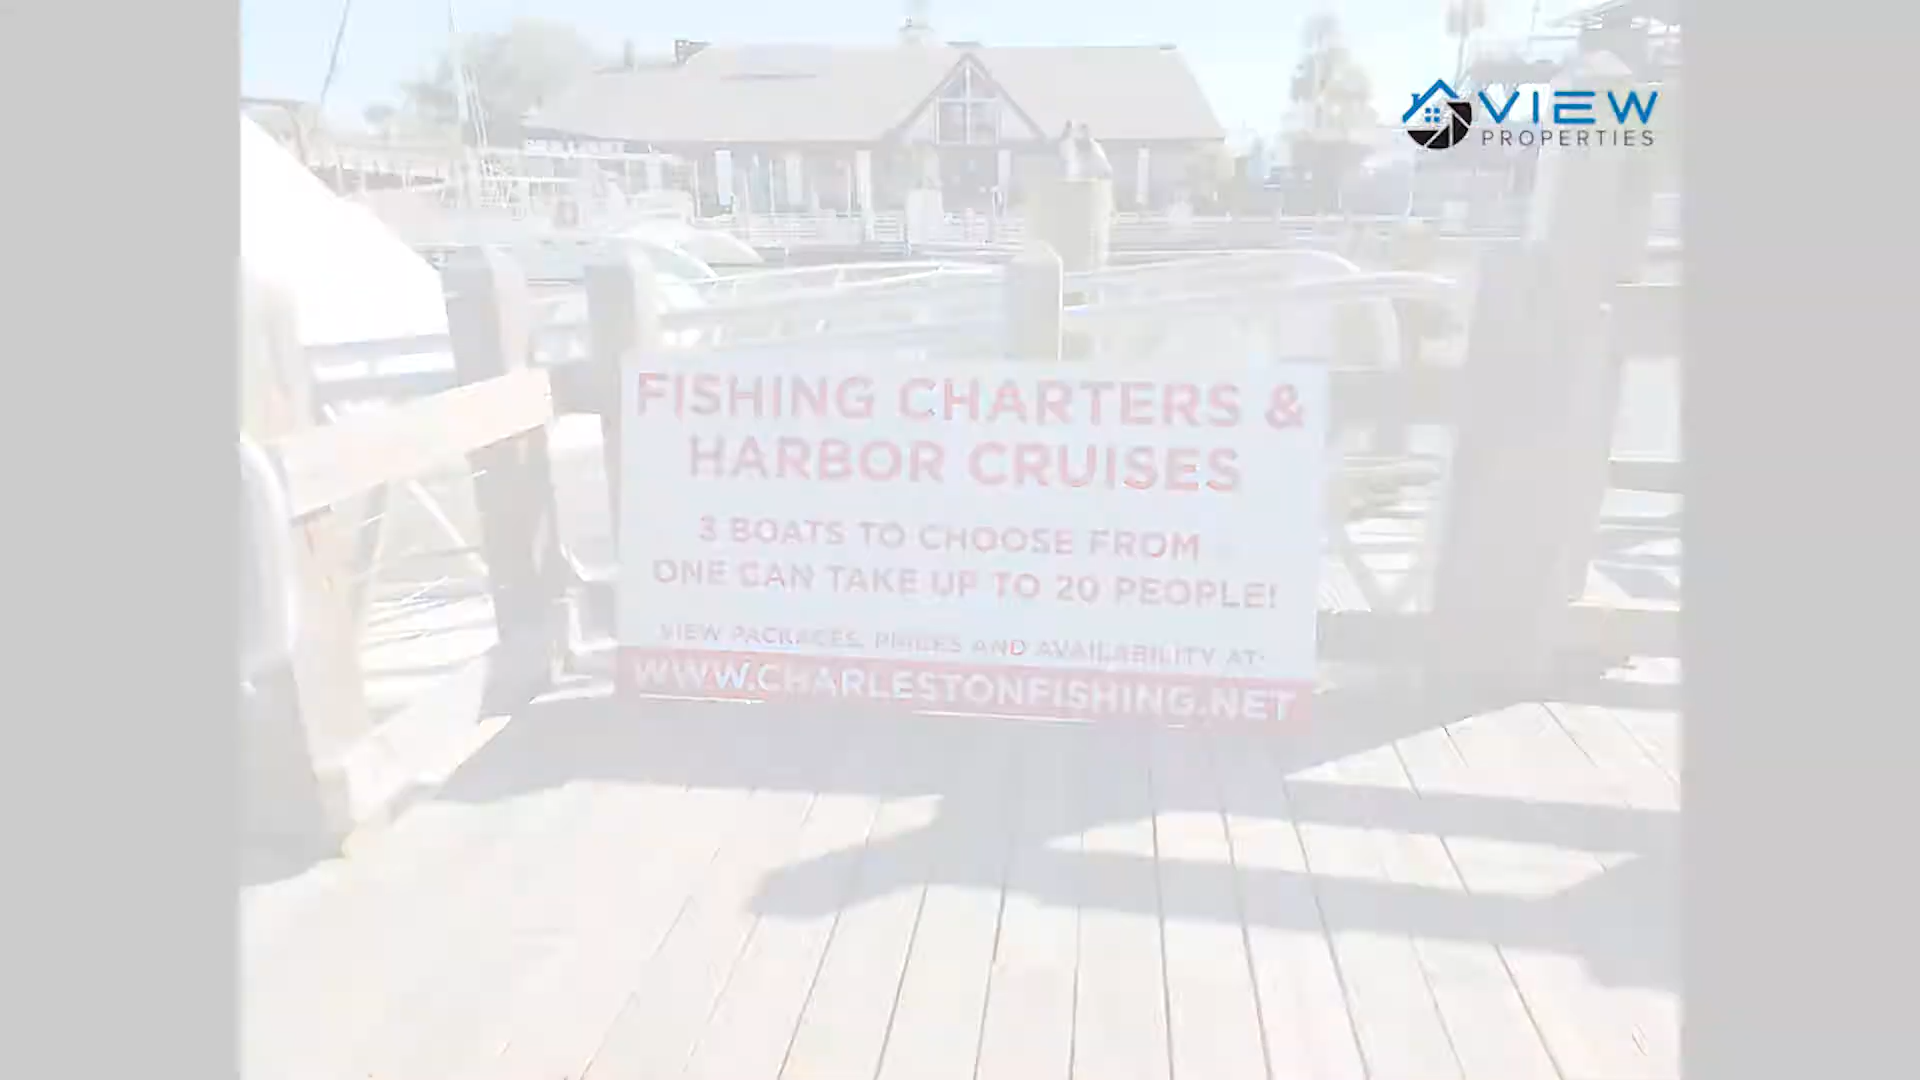 VIEW
PROPERTIES
FISHING CHARTERS &
HARBOR CRUISES
3 BOATS TO CHOOSE FROM
ONE CAN TAKE UP TO 20 PEOPLE!
VIEW PACKAGES, PRICES AND AVAILABILITY AT:
WWW.CHARLESTONFISHING.NET